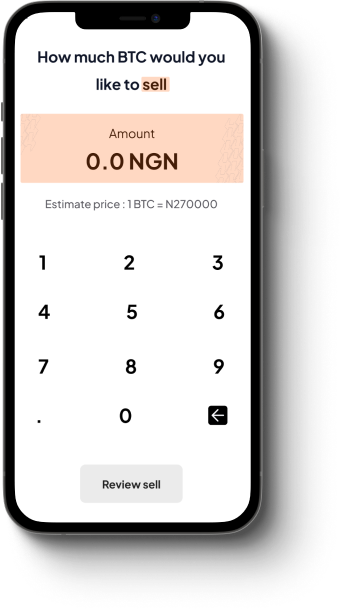 How much BTC would you
like to sell
Amount
0.0 NGN
Estimate price : 1 BTC = N270000
1 2 3
4 5 6
7 8 9
. 0
Review sell